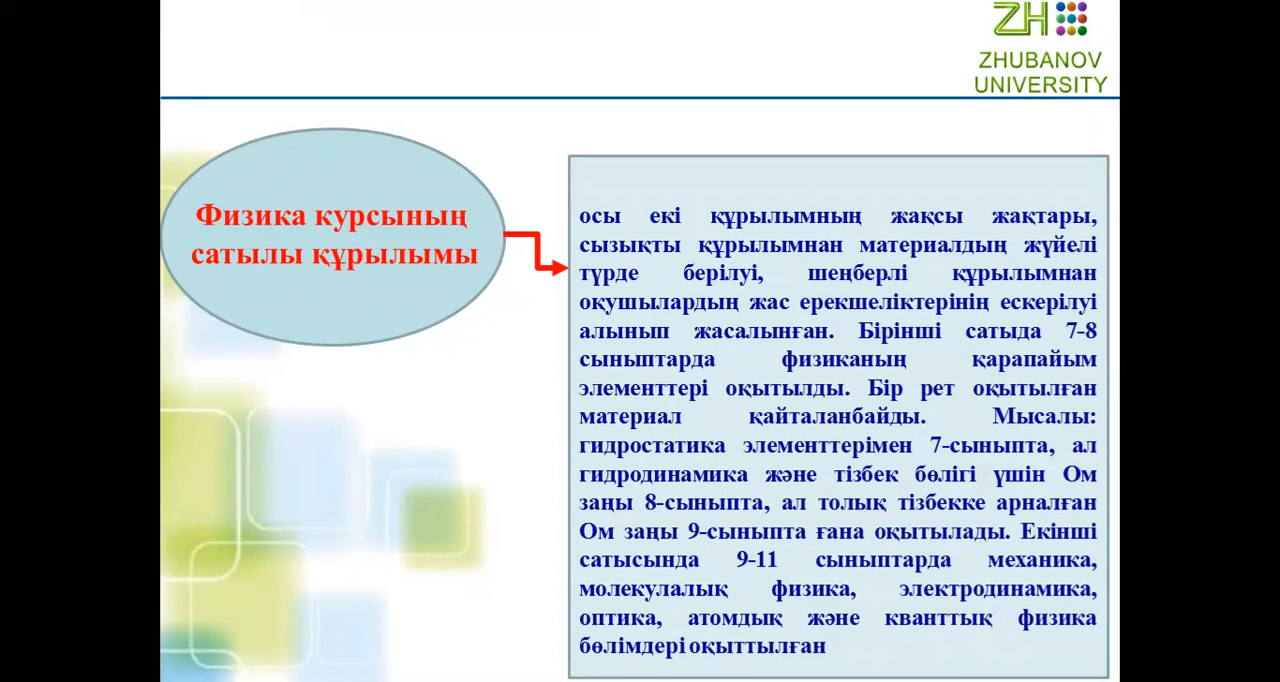 ZH
ZHUBANOV
UNIVERSITY
Физика курсының
сатылы құрылымы
осы екі құрылымның жақсы жақтары,
сызықты құрылымнан материалдың жүйелі
түрде берілуі, шеңберлі құрылымнан
оқушылардың жас ерекшеліктерінің ескерілуі
алынып жасалынған. Бірінші сатыда 7-8
сыныптарда физиканың қарапайым
элементтері оқытылды. Бір рет оқытылған
материал қайталанбайды. Мысалы:
гидростатика элементтерімен 7-сыныпта, ал
гидродинамика және тізбек бөлігі үшін Ом
заңы 8-сыныпта, ал толық тізбекке арналған
Ом заңы 9-сыныпта ғана оқытылады. Екінші
сатысында 9-11 сыныптарда механика,
молекулалық физика, электродинамика,
оптика, атомдық және кванттық физика
бөлімдері оқыттылған